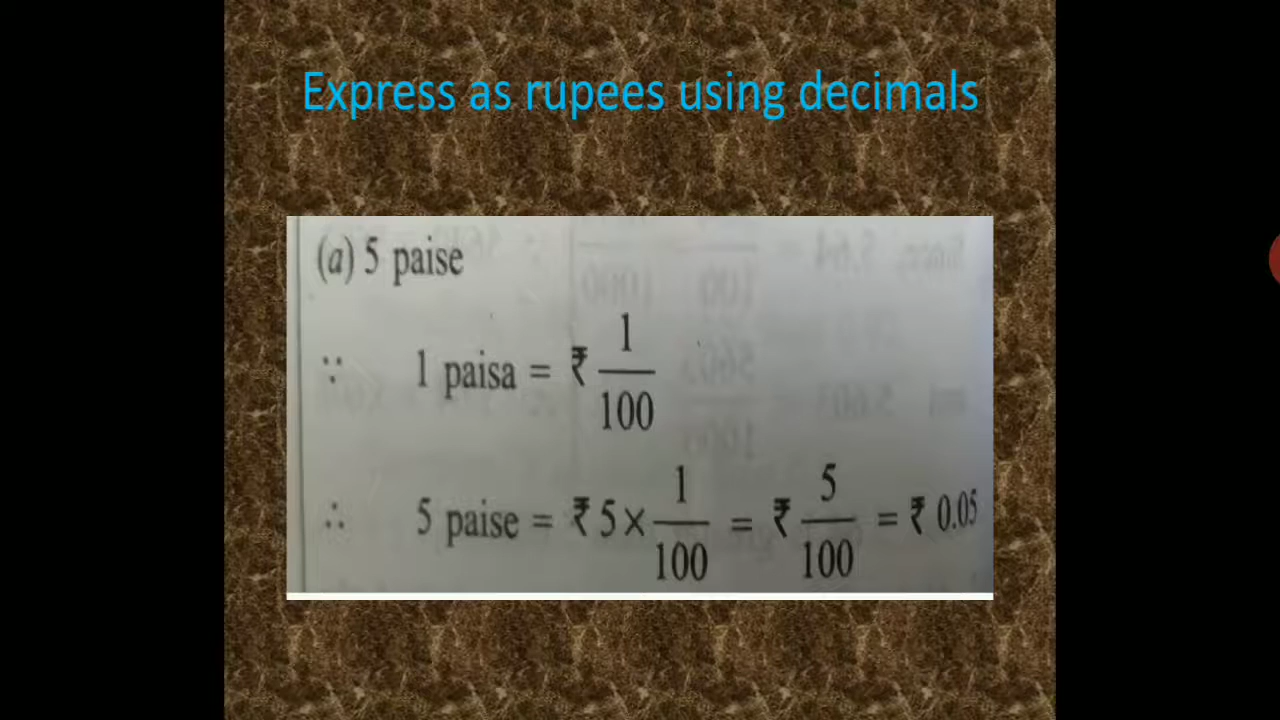 Express as rupees using decimals
(a) 5 paise
∵ 1 paisa = ₹ 1/100
∴ 5 paise = ₹ 5 × 1/100 = ₹ 5/100 = ₹ 0.05